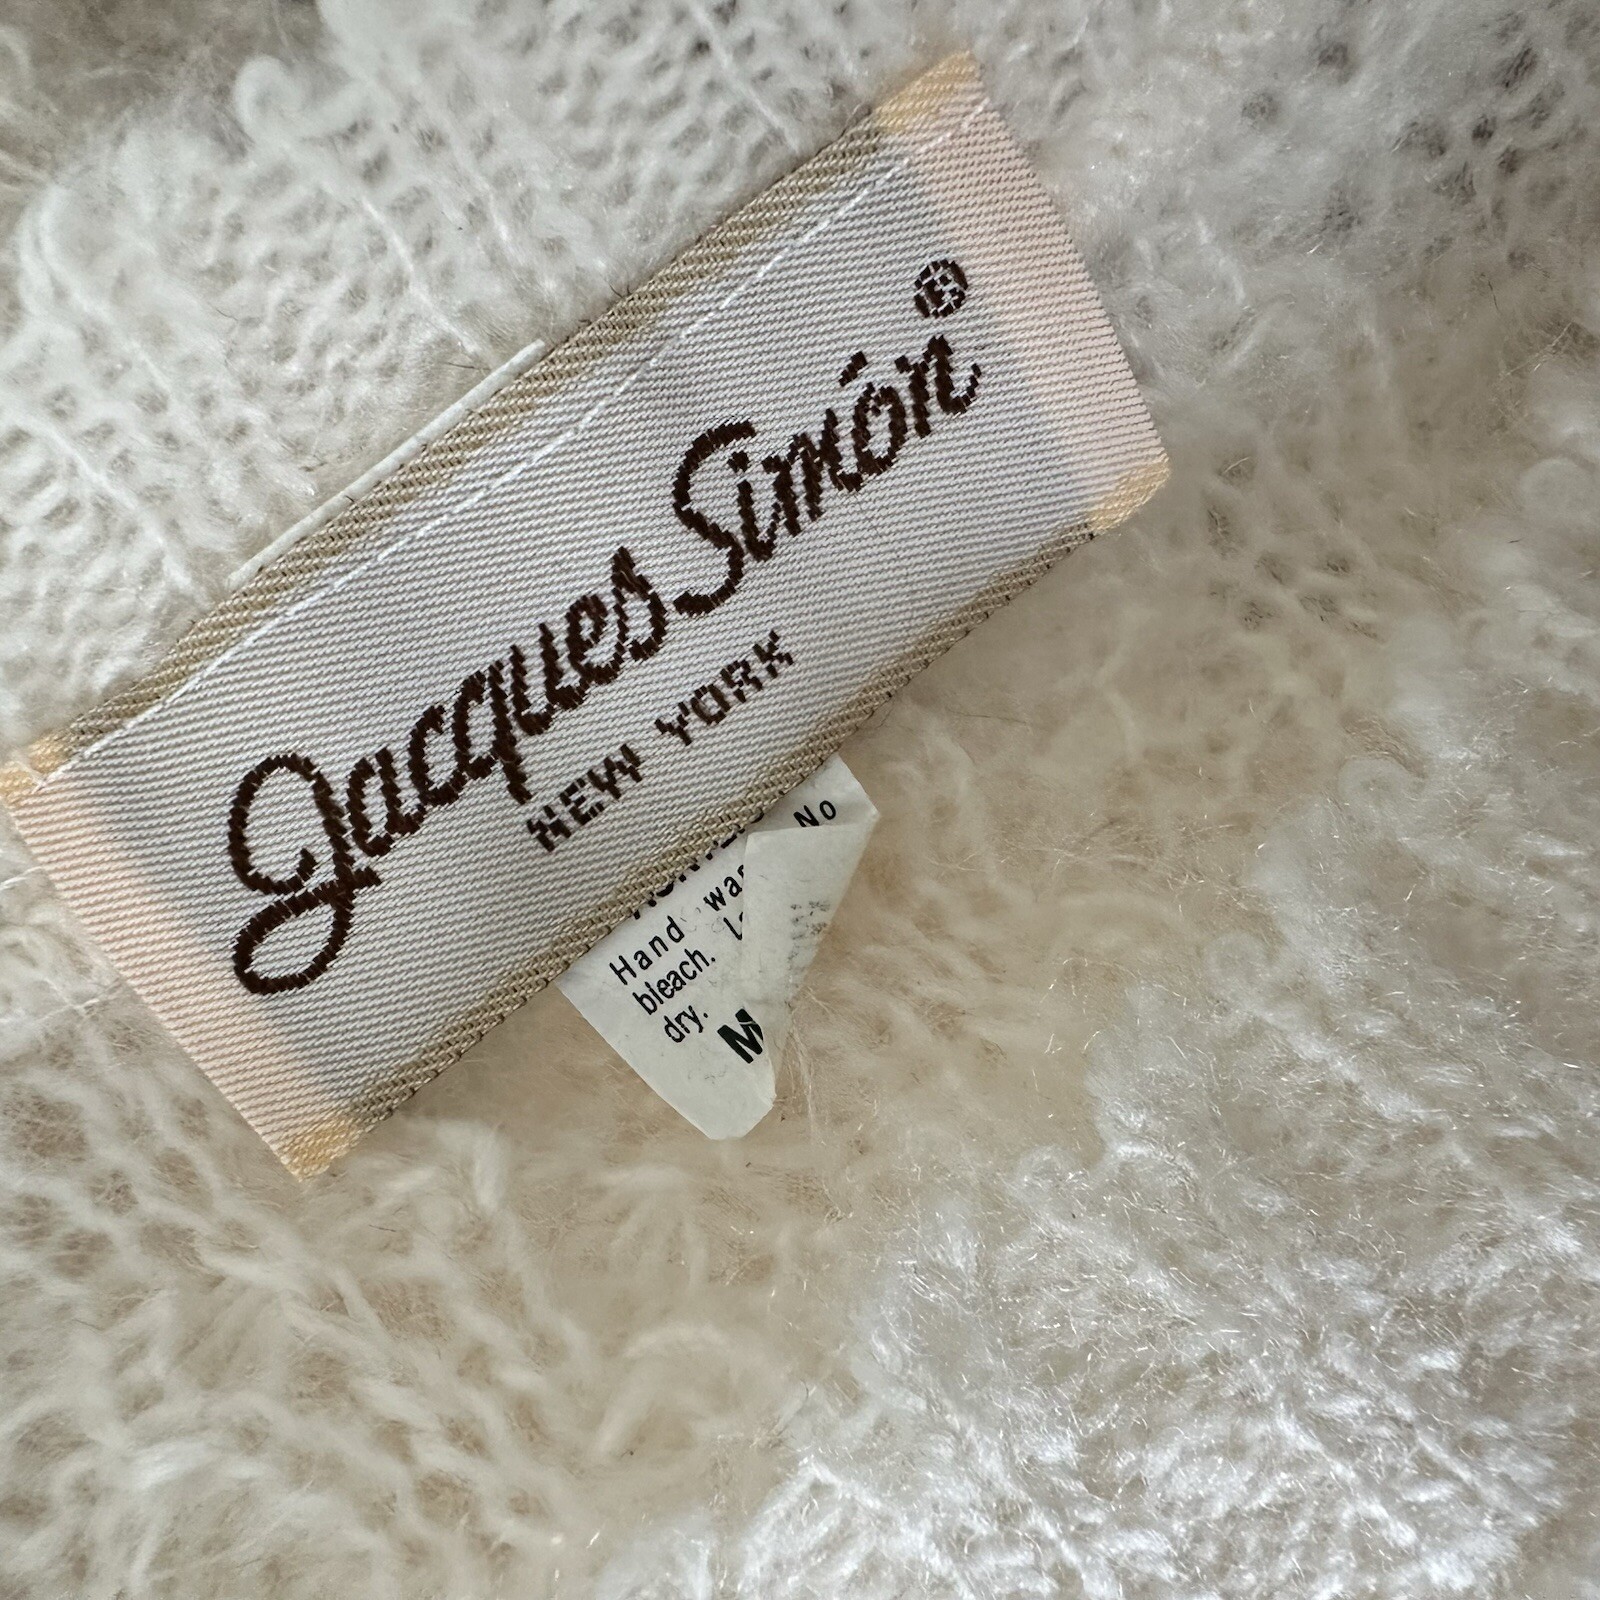 Jacques Simón®
NEW YORK
No
Hand
bleach.
dry.
M